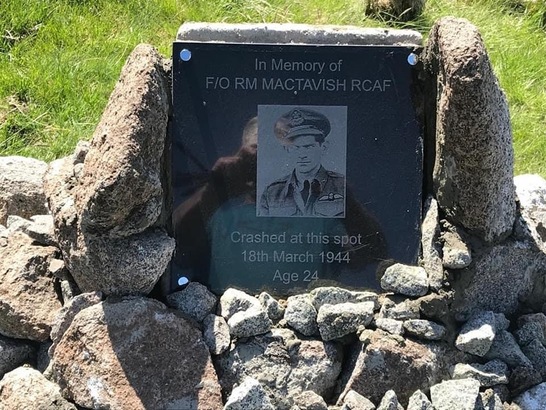 In Memory of
F/O RM MACTAVISH RCAF
Crashed at this spot
18th March 1944
Age 24